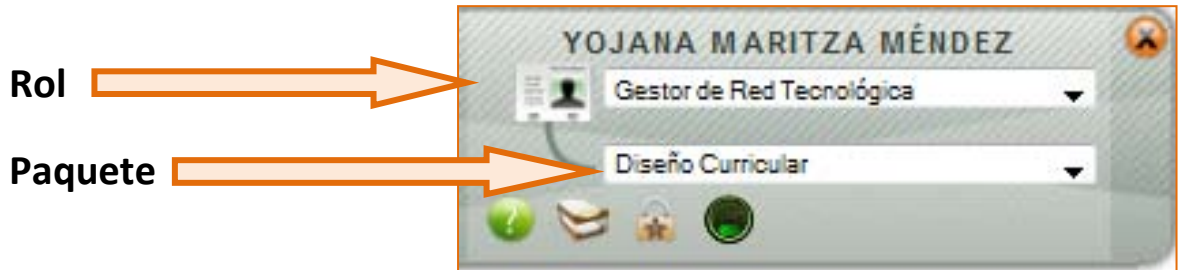 YOJANA MARITZA MÉNDEZ
Rol
Gestor de Red Tecnológica
Paquete
Diseño Curricular
?